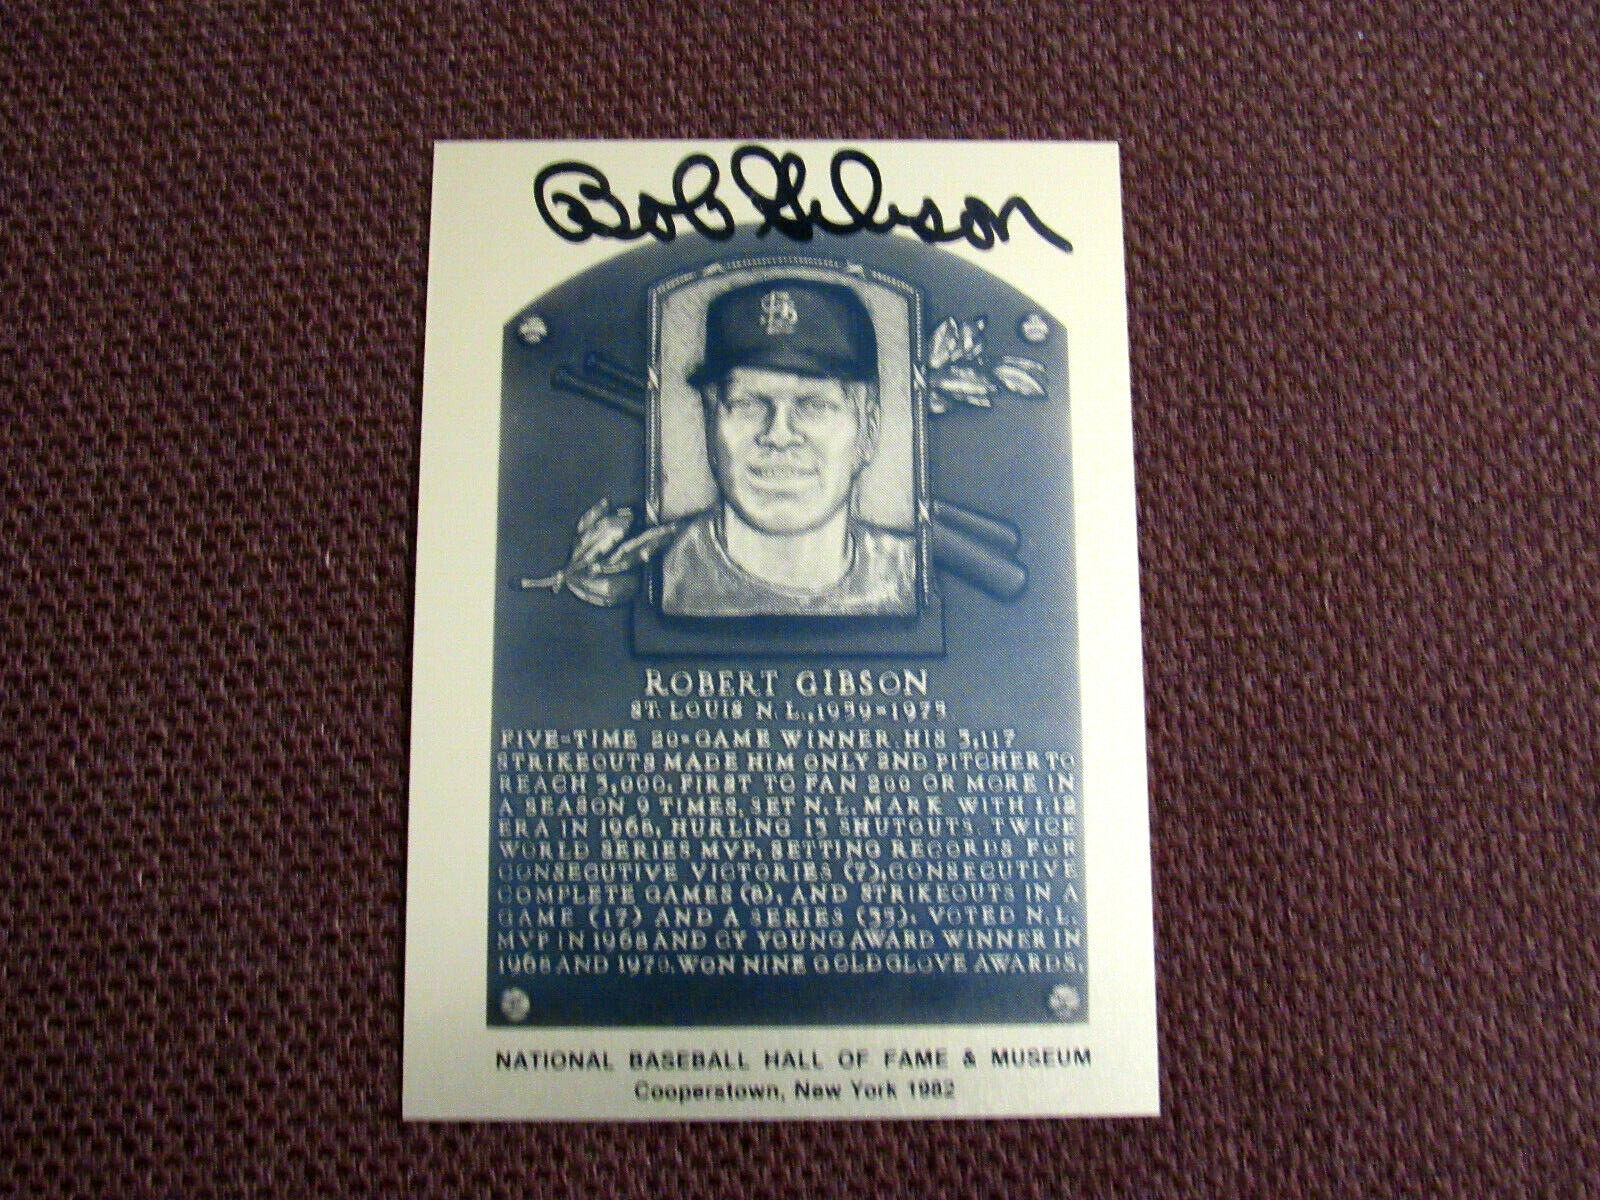 Bob Gibson
StL
ROBERT GIBSON
ST. LOUIS N. L., 1959-1975
FIVE-TIME 20-GAME WINNER. HIS 3,117
STRIKEOUTS MADE HIM ONLY 2ND PITCHER TO
REACH 3,000. FIRST TO FAN 200 OR MORE IN
A SEASON 9 TIMES. SET N. L. MARK WITH 1.12
ERA IN 1968, HURLING 13 SHUTOUTS. TWICE
WORLD SERIES MVP, SETTING RECORDS FOR
CONSECUTIVE VICTORIES (7), CONSECUTIVE
COMPLETE GAMES (8), AND STRIKEOUTS IN A
GAME (17) AND A SERIES (35). VOTED N. L.
MVP IN 1968 AND CY YOUNG AWARD WINNER IN
1968 AND 1970. WON NINE GOLD GLOVE AWARDS.
NATIONAL BASEBALL HALL OF FAME & MUSEUM
Cooperstown, New York 1982